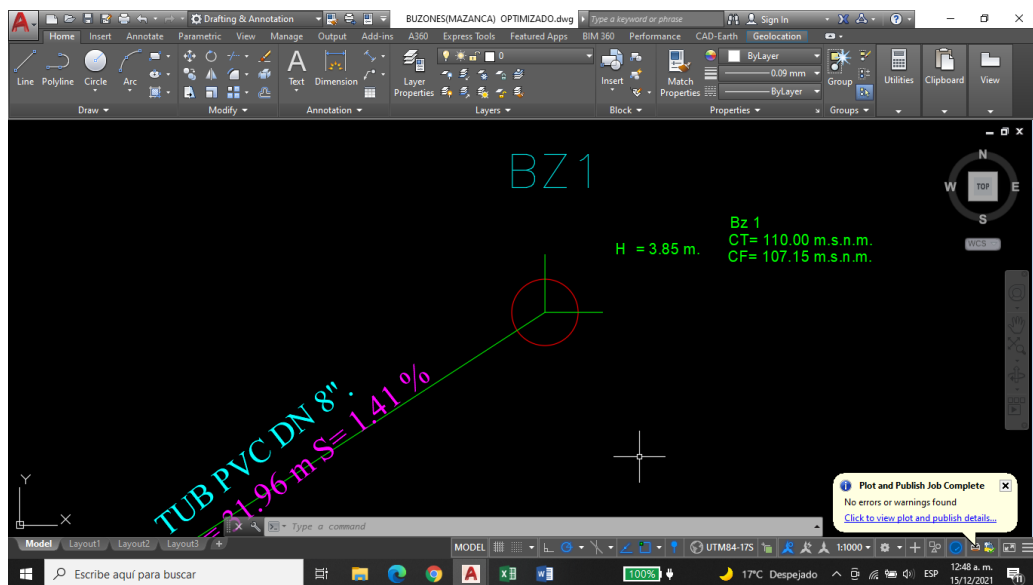 BUZONES(MAZANCA) OPTIMIZADO.dwg
Drafting & Annotation
Type a keyword or phrase
Sign In
Home Insert Annotate Parametric View Manage Output Add-ins A360 Express Tools Featured Apps BIM 360 Performance CAD-Earth Geolocation
Line Polyline Circle Arc
Text Dimension
Layer Properties
0
Insert
Match Properties
ByLayer
0.09 mm
ByLayer
Group
Utilities
Clipboard
View
Draw Modify Annotation Layers Block Properties Groups
BZ1
H = 3.85 m.
Bz 1
CT= 110.00 m.s.n.m.
CF= 107.15 m.s.n.m.
N
W TOP E
S
WCS
TUB PVC DN 8".
m S= 1.41 %
Y
X
Type a command
Plot and Publish Job Complete
No errors or warnings found
Click to view plot and publish details...
Model Layout1 Layout2 Layout3 +
MODEL
UTM84-17S
1:1000
Escribe aquí para buscar
100%
17°C Despejado
ESP
12:48 a. m.
15/12/2021